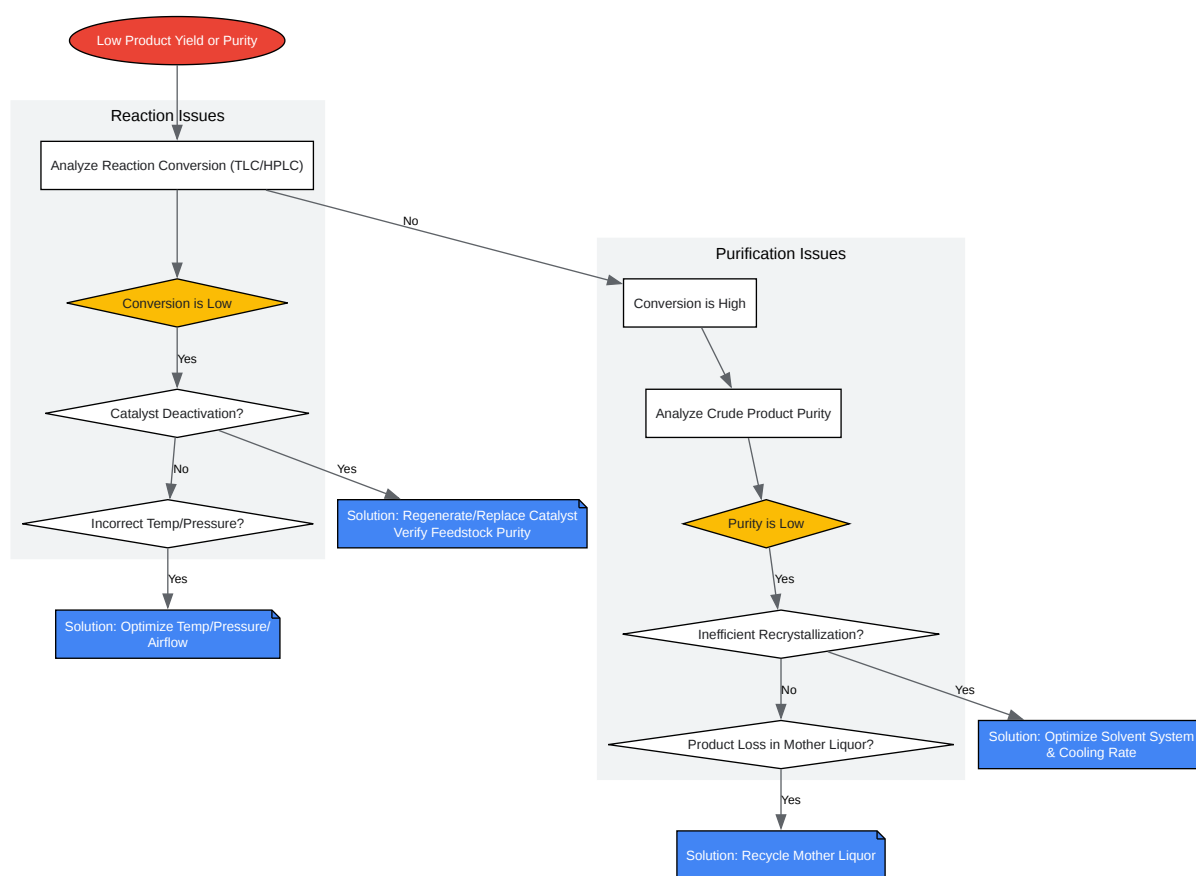 Low Product Yield or Purity
Reaction Issues
Analyze Reaction Conversion (TLC/HPLC)
No
Purification Issues
Conversion is Low
Conversion is High
Yes
Catalyst Deactivation?
Analyze Crude Product Purity
No
Yes
Incorrect Temp/Pressure?
Solution: Regenerate/Replace Catalyst
Verify Feedstock Purity
Purity is Low
Yes
Yes
Solution: Optimize Temp/Pressure/
Airflow
Inefficient Recrystallization?
No
Yes
Product Loss in Mother Liquor?
Solution: Optimize Solvent System
& Cooling Rate
Yes
Solution: Recycle Mother Liquor